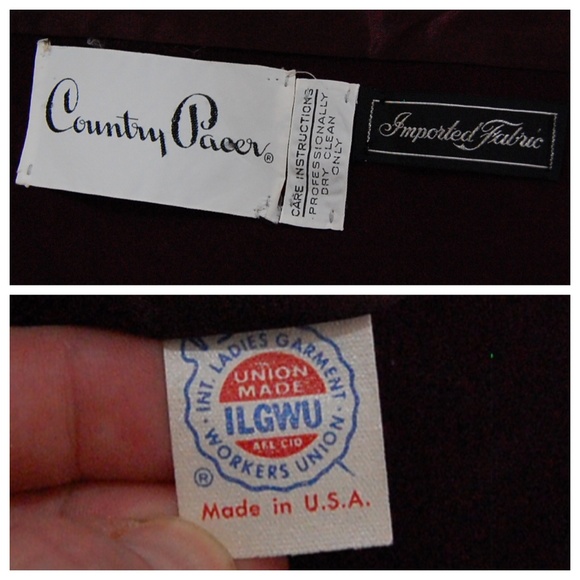 Country Pacer®
CARE INSTRUCTIONS
PROFESSIONALLY
DRY CLEAN
ONLY
Imported Fabric
INT. LADIES GARMENT
WORKERS UNION
UNION
MADE
ILGWU
AFL CIO
®
Made in U.S.A.